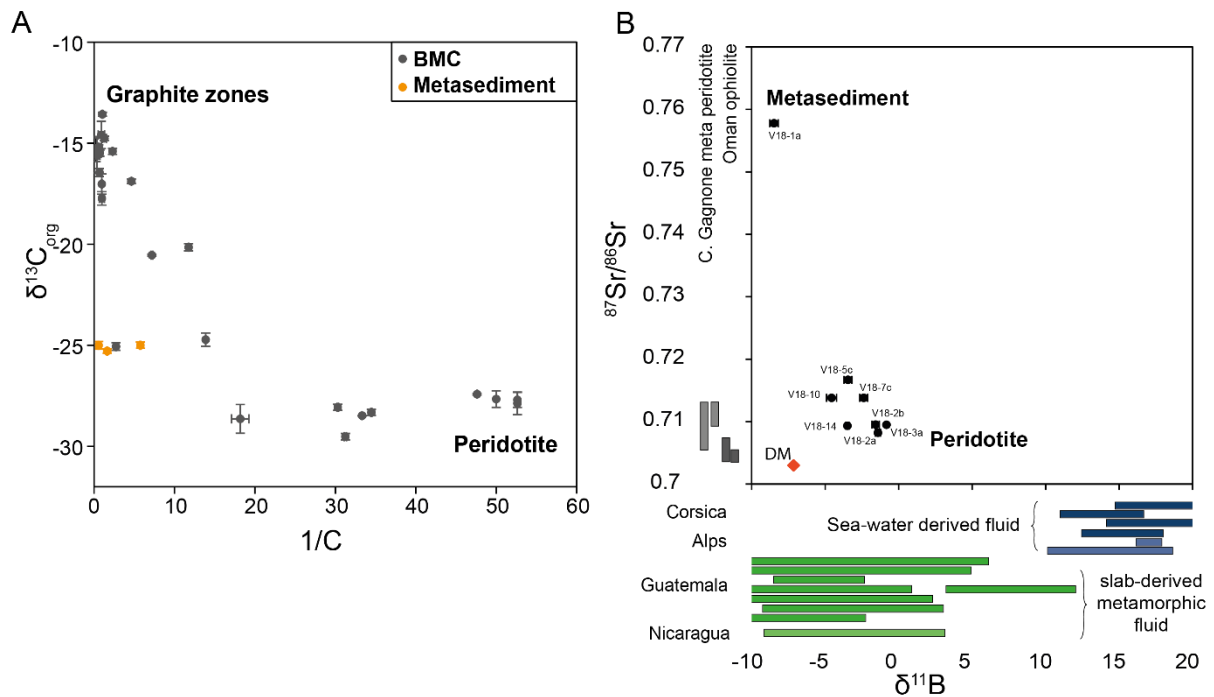 A
-10
-15
-20
-25
-30
δ13Corg
0
10
20
30
40
50
60
1/C
BMC
Metasediment
Graphite zones
Peridotite
B
0.77
0.76
0.75
0.74
0.73
0.72
0.71
0.7
87Sr/86Sr
C. Gagnone meta peridotite
Oman ophiolite
Metasediment
V18-1a
V18-5c
V18-10
V18-7c
V18-2b
V18-14
V18-2a
V18-3a
Peridotite
DM
Corsica
Sea-water derived fluid
Alps
Guatemala
slab-derived
metamorphic
fluid
Nicaragua
-10
-5
0
5
10
15
20
δ11B